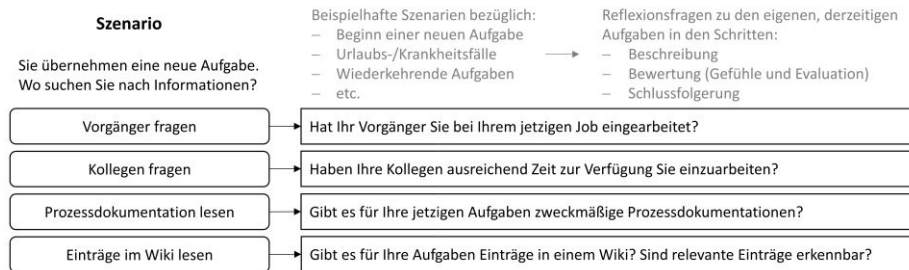 Szenario
Sie übernehmen eine neue Aufgabe.
Wo suchen Sie nach Informationen?
Beispielhafte Szenarien bezüglich:
– Beginn einer neuen Aufgabe
– Urlaubs-/Krankheitsfälle
– Wiederkehrende Aufgaben
– etc.
Reflexionsfragen zu den eigenen, derzeitigen
Aufgaben in den Schritten:
– Beschreibung
– Bewertung (Gefühle und Evaluation)
– Schlussfolgerung
Vorgänger fragen
Hat Ihr Vorgänger Sie bei Ihrem jetzigen Job eingearbeitet?
Kollegen fragen
Haben Ihre Kollegen ausreichend Zeit zur Verfügung Sie einzuarbeiten?
Prozessdokumentation lesen
Gibt es für Ihre jetzigen Aufgaben zweckmäßige Prozessdokumentationen?
Einträge im Wiki lesen
Gibt es für Ihre Aufgaben Einträge in einem Wiki? Sind relevante Einträge erkennbar?